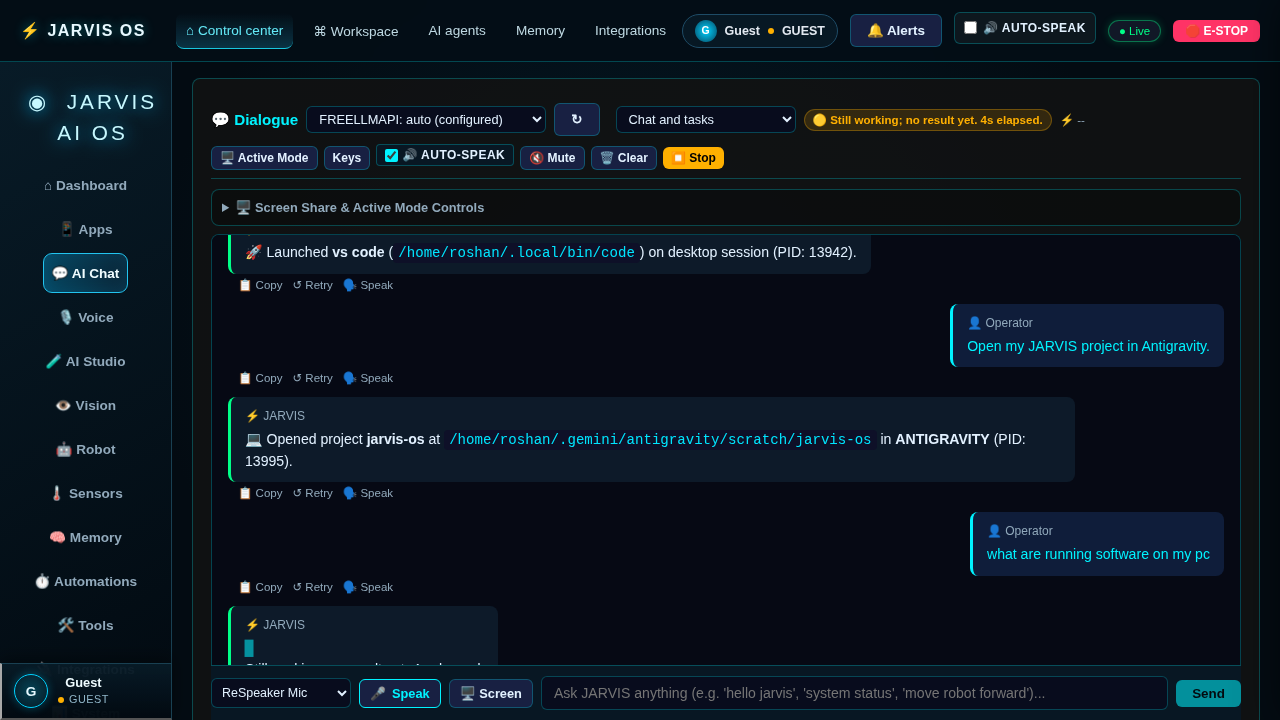 ⚡ JARVIS OS
⌂ Control center
⌘ Workspace
AI agents
Memory
Integrations
G Guest GUEST
🔔 Alerts
🔊 AUTO-SPEAK
● Live
🛑 E-STOP
◉ JARVIS
AI OS
⌂ Dashboard
📱 Apps
💬 AI Chat
🎙️ Voice
🧪 AI Studio
👁️ Vision
🤖 Robot
🌡️ Sensors
🧠 Memory
⏱️ Automations
🛠️ Tools
Integrations
G
Guest
GUEST
💬 Dialogue
FREELLMAPI: auto (configured)
↻
Chat and tasks
🟡 Still working; no result yet. 4s elapsed.
⚡ --
🖥️ Active Mode
Keys
🔊 AUTO-SPEAK
🔇 Mute
🗑️ Clear
⏹️ Stop
▶ 🖥️ Screen Share & Active Mode Controls
🚀 Launched vs code ( /home/roshan/.local/bin/code ) on desktop session (PID: 13942).
📋 Copy ↺ Retry 🗣️ Speak
👤 Operator
Open my JARVIS project in Antigravity.
📋 Copy ↺ Retry 🗣️ Speak
⚡ JARVIS
💻 Opened project jarvis-os at /home/roshan/.gemini/antigravity/scratch/jarvis-os in ANTIGRAVITY (PID:
13995).
📋 Copy ↺ Retry 🗣️ Speak
👤 Operator
what are running software on my pc
📋 Copy ↺ Retry 🗣️ Speak
⚡ JARVIS
ReSpeaker Mic
🎤 Speak
🖥️ Screen
Ask JARVIS anything (e.g. 'hello jarvis', 'system status', 'move robot forward')...
Send